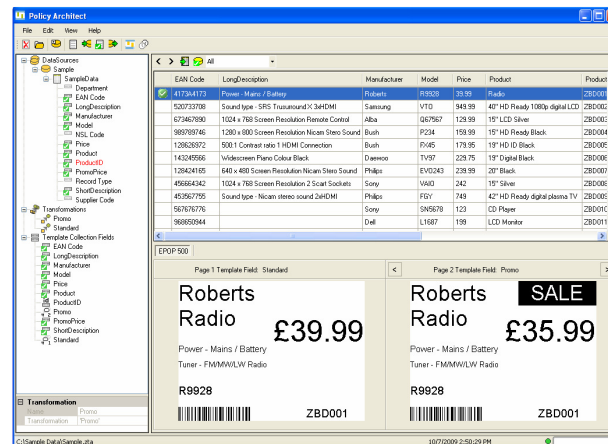 Policy Architect
File Edit View Help
DataSources
Sample
SampleData
Department
EAN Code
LongDescription
Manufacturer
Model
NSL Code
Price
Product
ProductID
PromoPrice
Record Type
ShortDescription
Supplier Code
Transformations
Promo
Standard
Template Collection Fields
EAN Code
LongDescription
Manufacturer
Model
Price
Product
ProductID
Promo
PromoPrice
ShortDescription
Standard
Transformation
Name Promo
Transformation 'Promo'
All
EAN Code LongDescription Manufacturer Model Price Product Product
4173A4173 Power - Mains / Battery Roberts R9928 39.99 Radio ZBD001
520733708 Sound type - SRS Trusurround X 3xHDMI Samsung VTO 949.99 40" HD Ready 1080p digital LCD ZBD002
673467890 1024 x 768 Screen Resolution Remote Control Alba Q67567 129.99 15" LCD Silver ZBD003
989789746 1280 x 800 Screen Resolution Nicam Stereo Sound Bush P234 159.99 15" HD Ready Black ZBD004
128626972 500:1 Contrast ratio 1 HDMI Connection Bush FX45 179.95 19" HD ID Black ZBD005
143245566 Widescreen Piano Colour Black Daewoo TV97 229.75 19" Digital Black ZBD006
128424165 640 x 480 Screen Resolution Nicam Stereo Sound Philips EVO243 239.99 20" Black ZBD007
456664342 1024 x 768 Screen Resolution 2 Scart Sockets Sony VAIO 242 15" Silver ZBD008
453567755 Sound type - Nicam stereo sound 2xHDMI Philips FGY 749 42" HD Ready digital plasma TV ZBD009
567676776 Sony SN5678 123 CD Player ZBD010
968650944 Dell L1687 199 LCD Monitor ZBD011
EPOP 500
Page 1 Template Field: Standard
Roberts
Radio
£39.99
Power - Mains / Battery
Tuner - FM/MW/LW Radio
R9928
ZBD001
< Page 2 Template Field: Promo >
Roberts SALE
Radio
£35.99
Power - Mains / Battery
Tuner - FM/MW/LW Radio
R9928
ZBD001
C:\Sample Data\Sample.zta 10/7/2009 2:50:29 PM